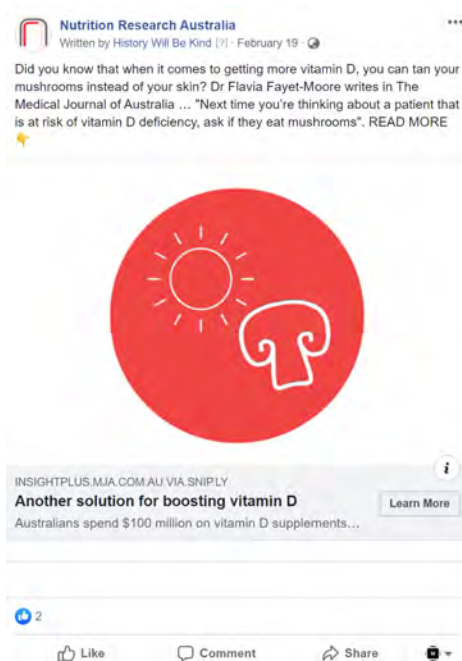 Nutrition Research Australia
Written by History Will Be Kind [?] · February 19 ·
Did you know that when it comes to getting more vitamin D, you can tan your
mushrooms instead of your skin? Dr Flavia Fayet-Moore writes in The
Medical Journal of Australia ... "Next time you're thinking about a patient that
is at risk of vitamin D deficiency, ask if they eat mushrooms". READ MORE
👇
i
INSIGHTPLUS.MJA.COM.AU VIA SNIP.LY
Another solution for boosting vitamin D
Learn More
Australians spend $100 million on vitamin D supplements...
2
Like Comment Share